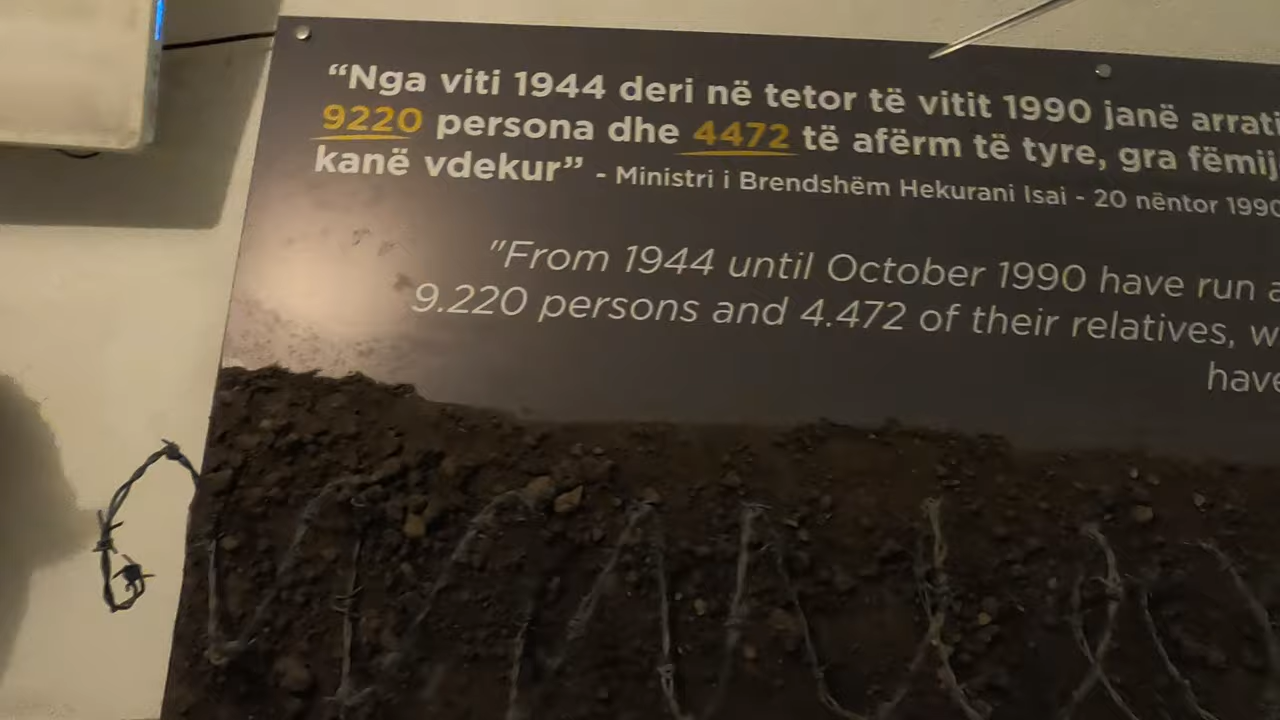 “Nga viti 1944 deri në tetor të vitit 1990 janë arrati
9220 persona dhe 4472 të afërm të tyre, gra fëmij
kanë vdekur” - Ministri i Brendshëm Hekurani Isai - 20 nëntor 1990
"From 1944 until October 1990 have run a
9.220 persons and 4.472 of their relatives, w
have